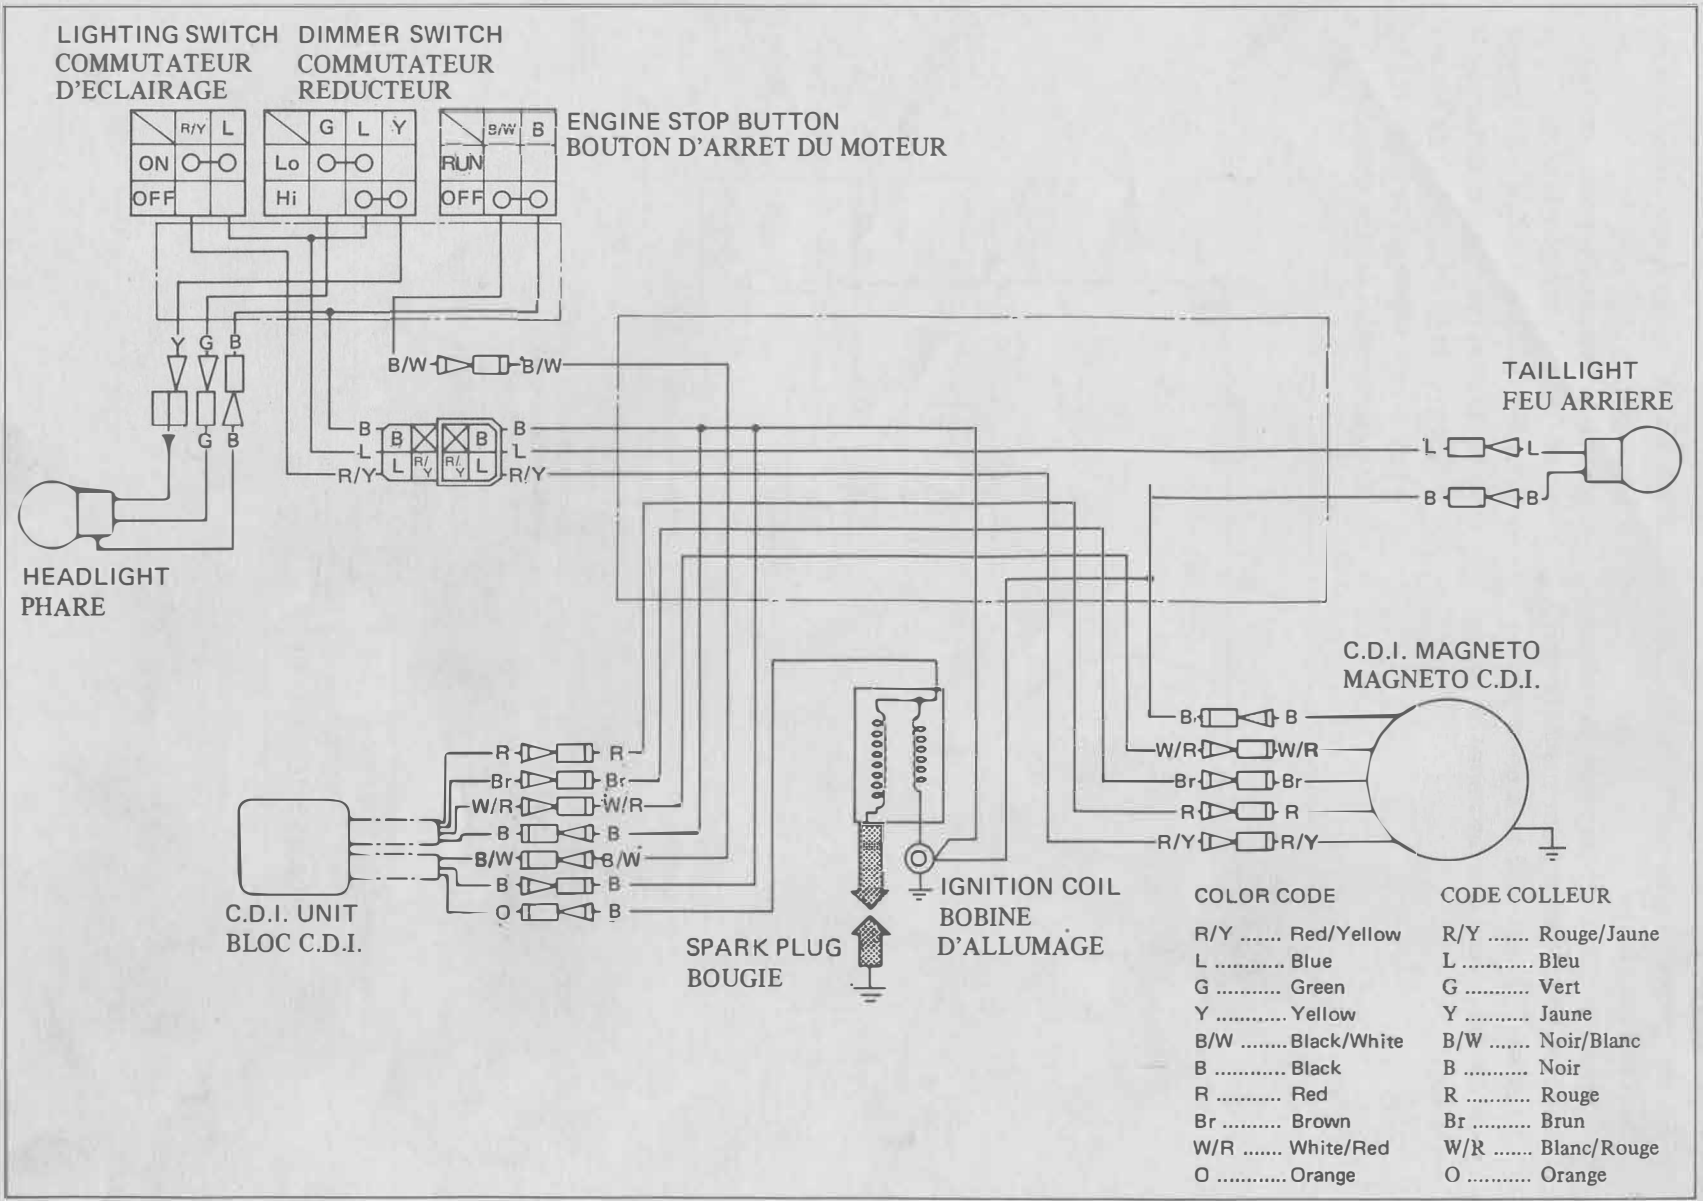 LIGHTING SWITCH
COMMUTATEUR
D'ECLAIRAGE
DIMMER SWITCH
COMMUTATEUR
REDUCTEUR
R/Y L
ON
OFF
G L Y
Lo
Hi
B/W B
RUN
OFF
ENGINE STOP BUTTON
BOUTON D'ARRET DU MOTEUR
Y G B
G B
B/W B/W
B B B B
L L R/Y R/Y L L
R/Y R/Y
HEADLIGHT
PHARE
TAILLIGHT
FEU ARRIERE
L L
B B
C.D.I. MAGNETO
MAGNETO C.D.I.
B B
W/R W/R
Br Br
R R
R/Y R/Y
R R
Br Br
W/R W/R
B B
B/W B/W
B B
O B
C.D.I. UNIT
BLOC C.D.I.
SPARK PLUG
BOUGIE
IGNITION COIL
BOBINE
D'ALLUMAGE
COLOR CODE
R/Y ....... Red/Yellow
L ............ Blue
G ........... Green
Y ............ Yellow
B/W ........ Black/White
B ............ Black
R ........... Red
Br .......... Brown
W/R ....... White/Red
O ............ Orange
CODE COLLEUR
R/Y ....... Rouge/Jaune
L ............ Bleu
G ........... Vert
Y ........... Jaune
B/W ....... Noir/Blanc
B ........... Noir
R ........... Rouge
Br .......... Brun
W/R ....... Blanc/Rouge
O ........... Orange